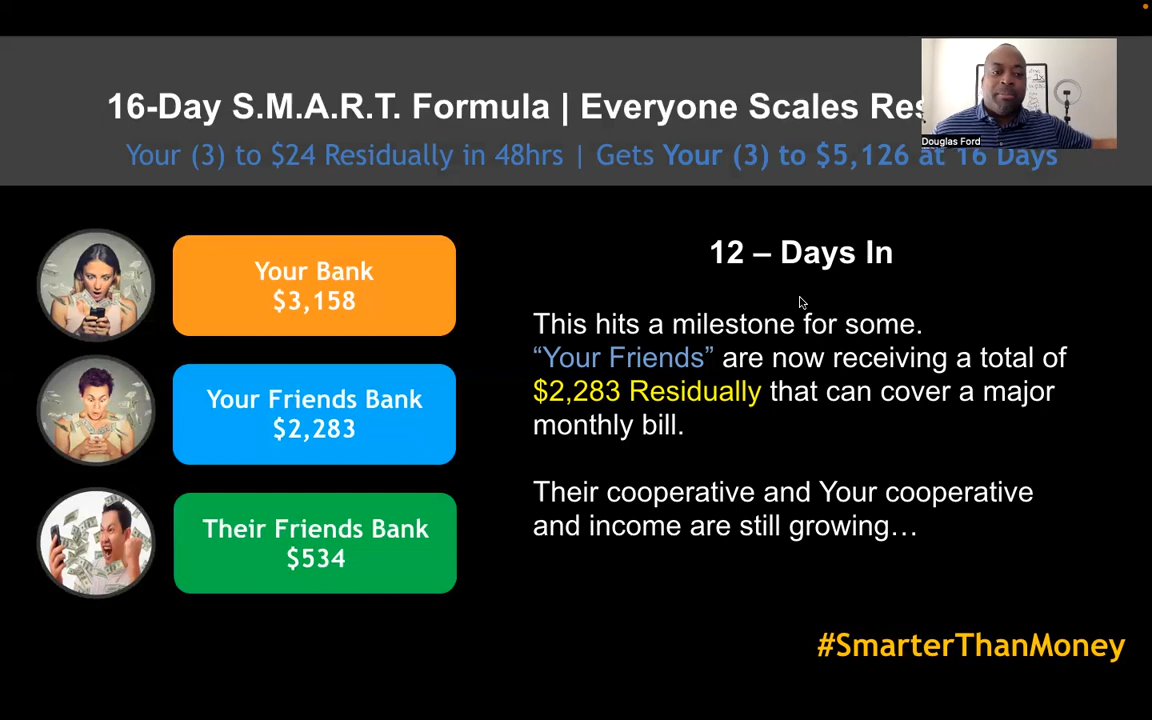 16-Day S.M.A.R.T. Formula | Everyone Scales
Your (3) to $24 Residually in 48hrs | Gets Your (3) to $5,126 at 16 Days
Douglas Ford
12 – Days In
Your Bank
$3,158
This hits a milestone for some.
“Your Friends” are now receiving a total of
$2,283 Residually that can cover a major
monthly bill.
Your Friends Bank
$2,283
Their cooperative and Your cooperative
and income are still growing…
Their Friends Bank
$534
#SmarterThanMoney